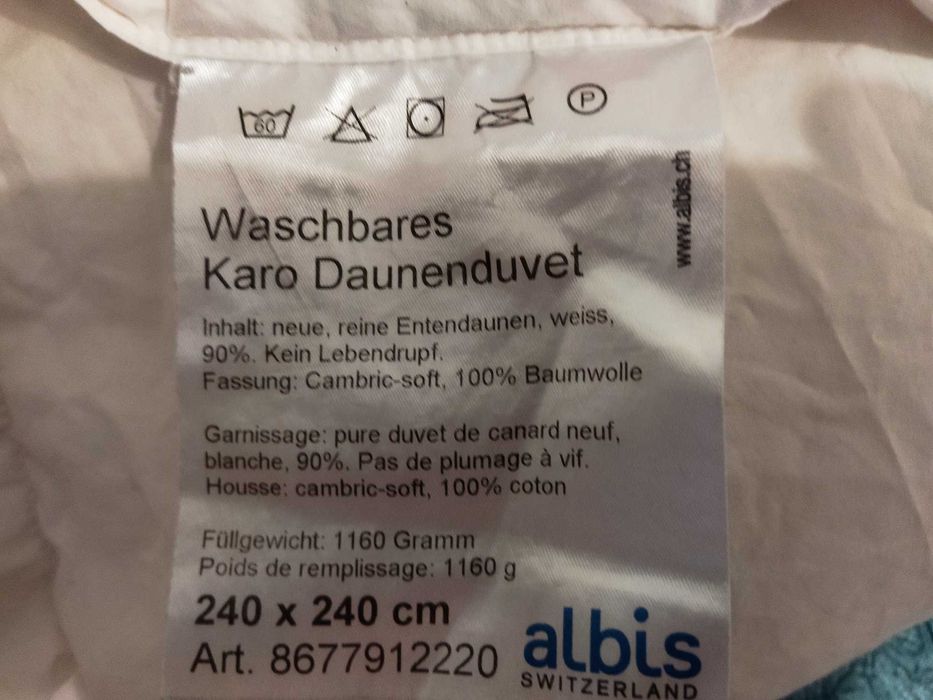 60
P
www.albis.ch
Waschbares
Karo Daunenduvet
Inhalt: neue, reine Entendaunen, weiss,
90%. Kein Lebendrupf.
Fassung: Cambric-soft, 100% Baumwolle
Garnissage: pure duvet de canard neuf,
blanche, 90%. Pas de plumage à vif.
Housse: cambric-soft, 100% coton
Füllgewicht: 1160 Gramm
Poids de remplissage: 1160 g
240 x 240 cm
Art. 8677912220
albis
SWITZERLAND